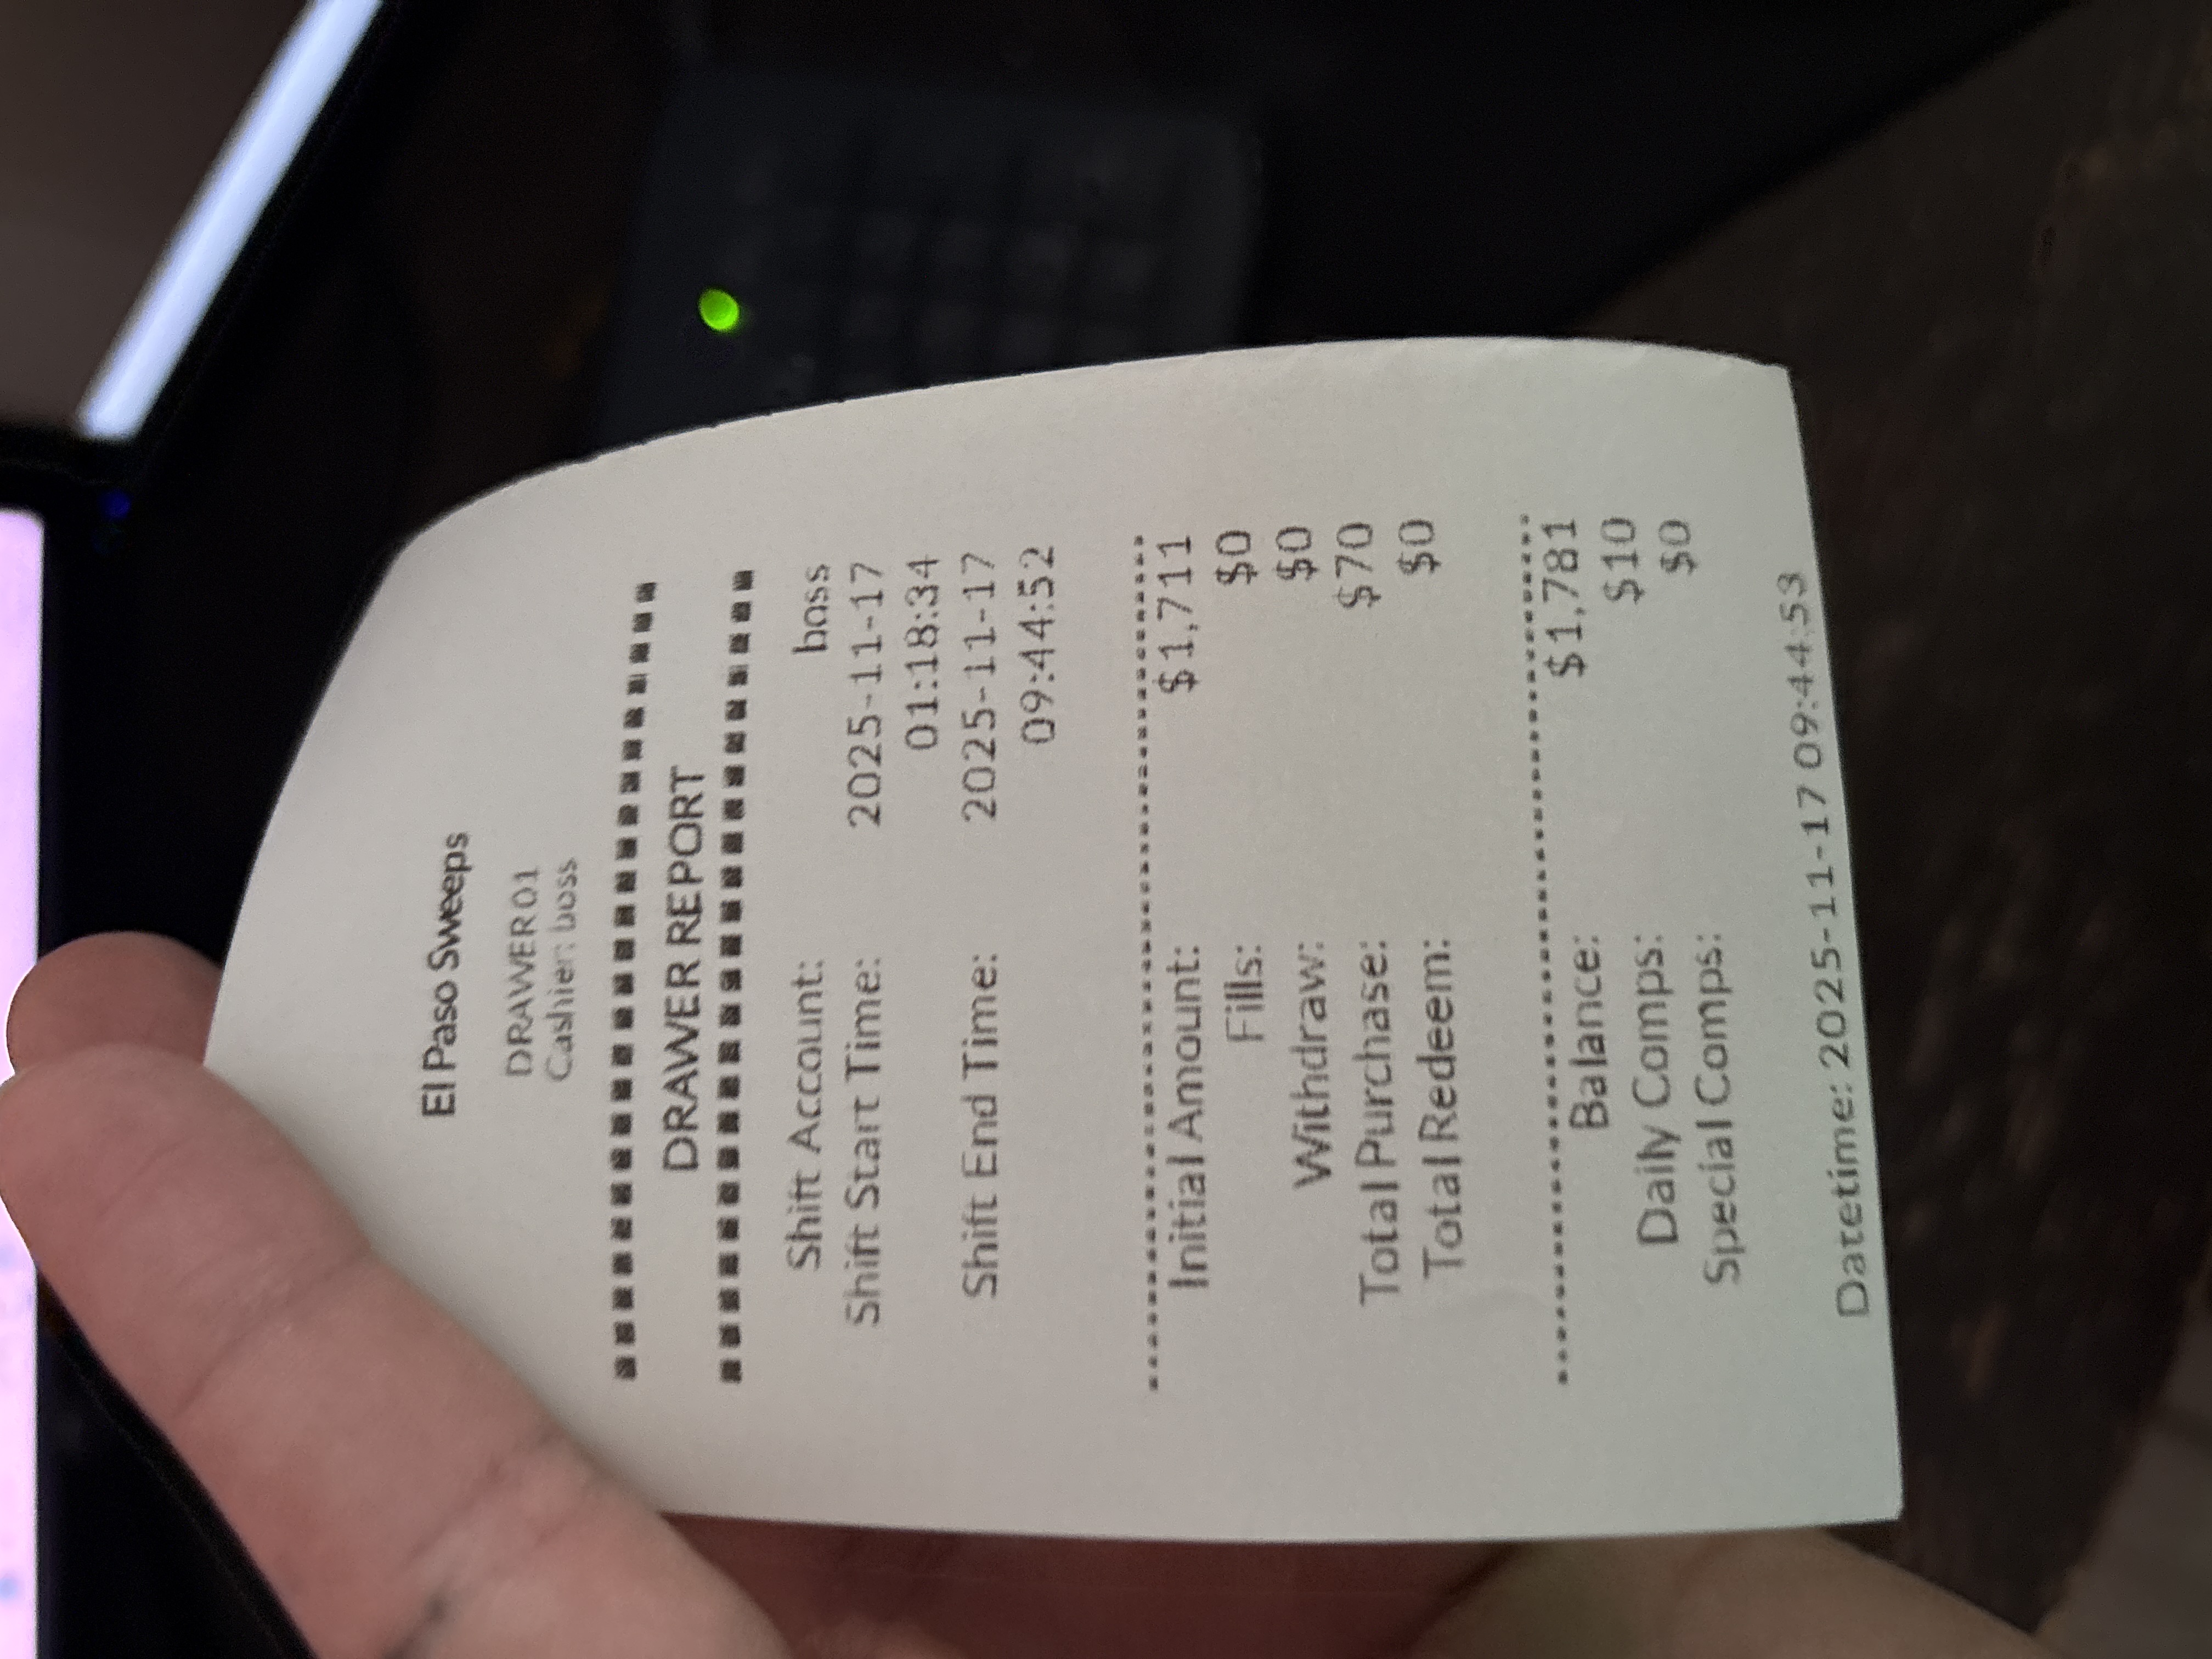 El Paso Sweeps
DRAWER01
Cashier: boss
DRAWER REPORT
Shift Account: boss
Shift Start Time: 2025-11-17
01:18:34
Shift End Time: 2025-11-17
09:44:52
Initial Amount: $1,711
Fills: $0
Withdraw: $0
Total Purchase: $70
Total Redeem: $0
Balance: $1,781
Daily Comps: $10
Special Comps: $0
Datetime: 2025-11-17 09:44:53